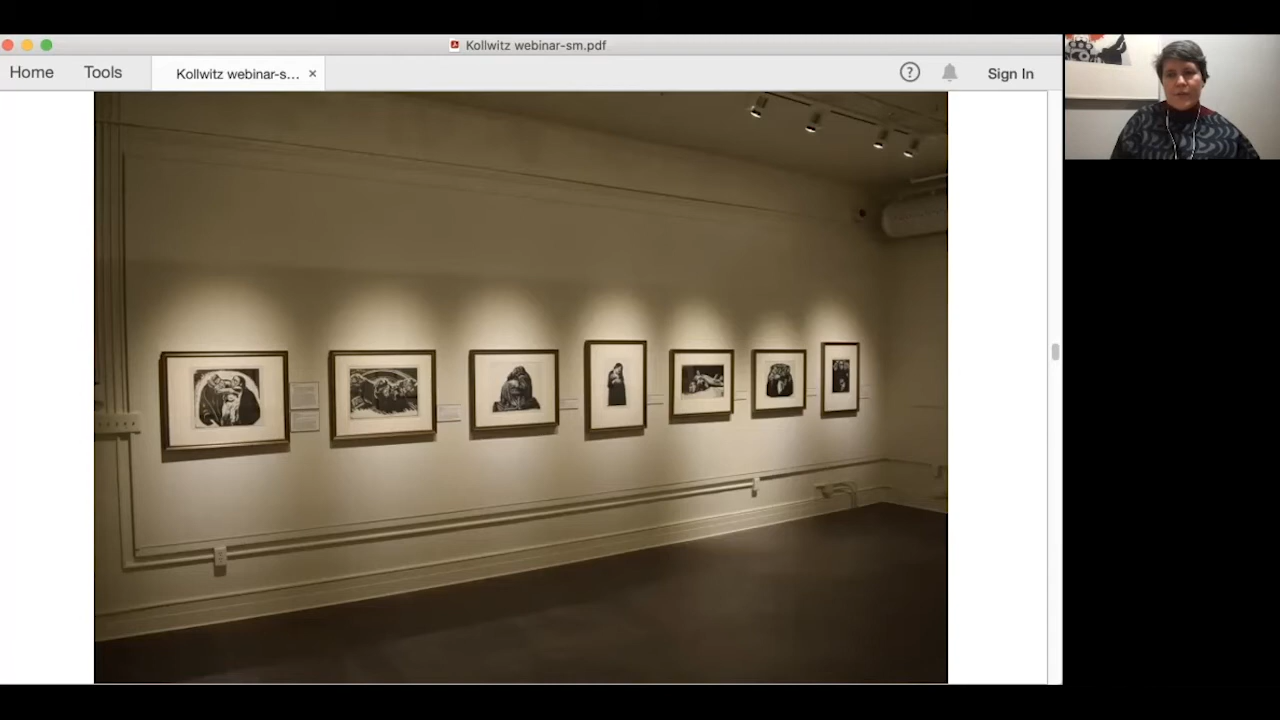 Kollwitz webinar-sm.pdf
Home
Tools
Kollwitz webinar-s... ×
?
Sign In